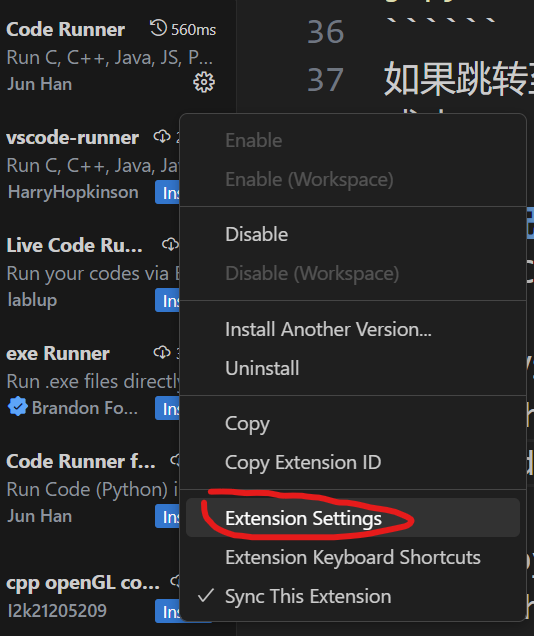 Code Runner 560ms
Run C, C++, Java, JS, P...
Jun Han
vscode-runner
Run C, C++, Java, Ja
HarryHopkinson Ins
Live Code Ru...
Run your codes via
lablup Ins
exe Runner
Run .exe files directly
Brandon Fo... Ins
Code Runner f...
Run Code (Python) i
Jun Han Ins
cpp openGL co...
l2k21205209 Ins
36 ``````
37 如果跳转至
Enable
Enable (Workspace)
Disable
Disable (Workspace)
Install Another Version...
Uninstall
Copy
Copy Extension ID
Extension Settings
Extension Keyboard Shortcuts
Sync This Extension